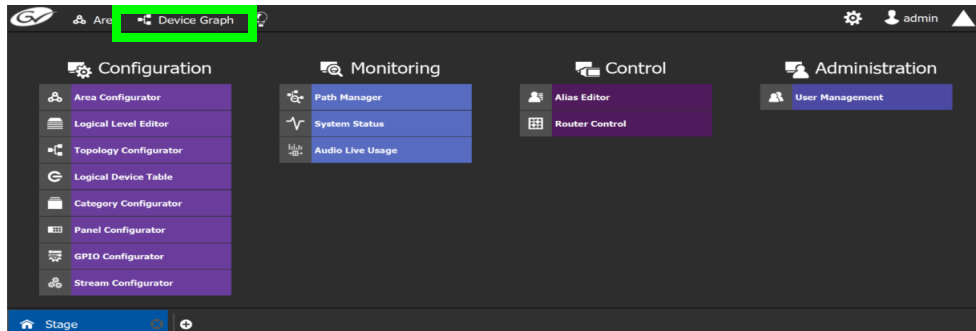 Are Device Graph admin
Configuration Monitoring Control Administration
Area Configurator Path Manager Alias Editor User Management
Logical Level Editor System Status Router Control
Topology Configurator Audio Live Usage
Logical Device Table
Category Configurator
Panel Configurator
GPIO Configurator
Stream Configurator
Stage